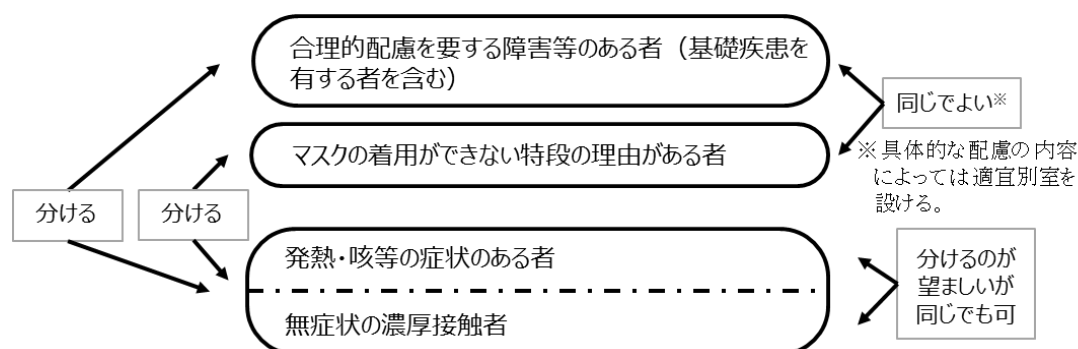 合理的配慮を要する障害等のある者（基礎疾患を
有する者を含む）
同じでよい※
マスクの着用ができない特段の理由がある者
※具体的な配慮の内容
によっては適宜別室を
設ける。
分ける
分ける
発熱・咳等の症状のある者
無症状の濃厚接触者
分けるのが
望ましいが
同じでも可